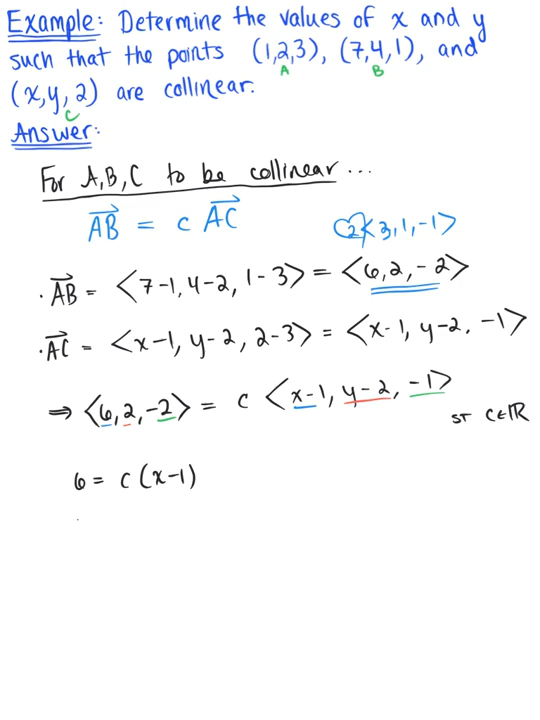 Example: Determine the values of x and y
such that the points (1,2,3), (7,4,1), and
A B
(x,y,2) are collinear.
C
Answer:
For A,B,C to be collinear ...
AB = c AC
2<3,1,-1>
· AB = <7-1, 4-2, 1-3> = <6,2,-2>
· AC = <x-1, y-2, 2-3> = <x-1, y-2, -1>
⇒ <6,2,-2> = c <x-1, y-2, -1>
ST C∈ℝ
6 = c(x-1)